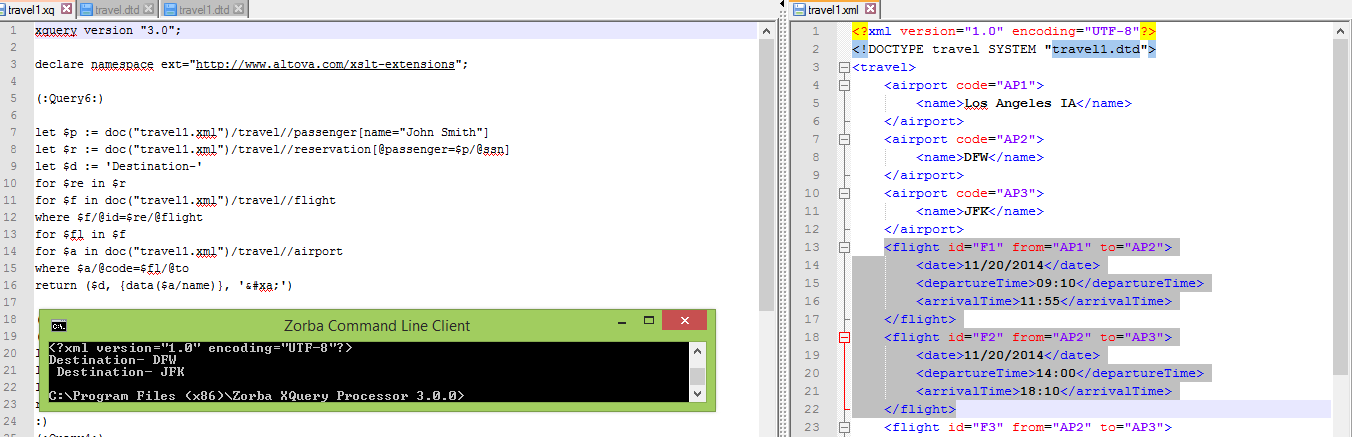 travel1.xq travel.dtd travel1.dtd
1 xquery version "3.0";
2
3 declare namespace ext="http://www.altova.com/xslt-extensions";
4
5 (:Query6:)
6
7 let $p := doc("travel1.xml")/travel//passenger[name="John Smith"]
8 let $r := doc("travel1.xml")/travel//reservation[@passenger=$p/@ssn]
9 let $d := 'Destination-'
10 for $re in $r
11 for $f in doc("travel1.xml")/travel//flight
12 where $f/@id=$re/@flight
13 for $fl in $f
14 for $a in doc("travel1.xml")/travel//airport
15 where $a/@code=$fl/@to
16 return ($d, {data($a/name)}, '&#xa;')
17
18
19
20
21
22
23
24 :)
Zorba Command Line Client
<?xml version="1.0" encoding="UTF-8"?>
Destination- DFW
Destination- JFK
C:\Program Files (x86)\Zorba XQuery Processor 3.0.0>
travel1.xml
1 <?xml version="1.0" encoding="UTF-8"?>
2 <!DOCTYPE travel SYSTEM "travel1.dtd">
3 <travel>
4 <airport code="AP1">
5 <name>Los Angeles IA</name>
6 </airport>
7 <airport code="AP2">
8 <name>DFW</name>
9 </airport>
10 <airport code="AP3">
11 <name>JFK</name>
12 </airport>
13 <flight id="F1" from="AP1" to="AP2">
14 <date>11/20/2014</date>
15 <departureTime>09:10</departureTime>
16 <arrivalTime>11:55</arrivalTime>
17 </flight>
18 <flight id="F2" from="AP2" to="AP3">
19 <date>11/20/2014</date>
20 <departureTime>14:00</departureTime>
21 <arrivalTime>18:10</arrivalTime>
22 </flight>
23 <flight id="F3" from="AP2" to="AP3">